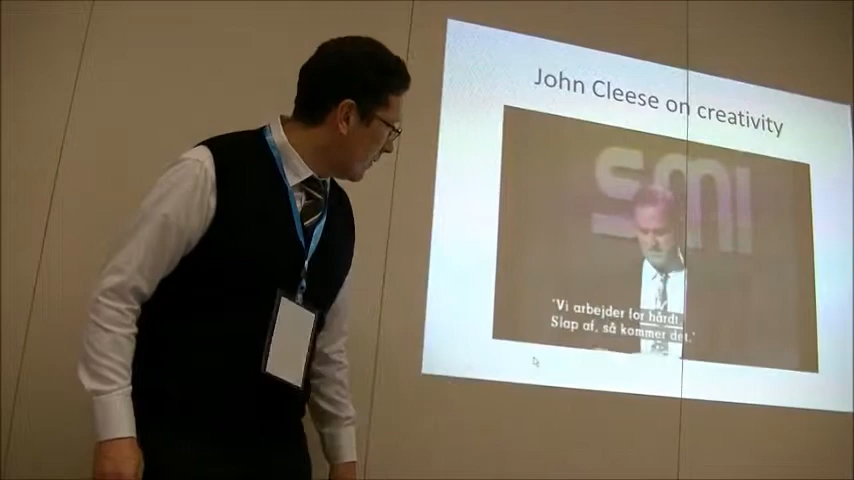 John Cleese on creativity
smi
'Vi arbejder for hårdt.
Slap af, så kommer det.'